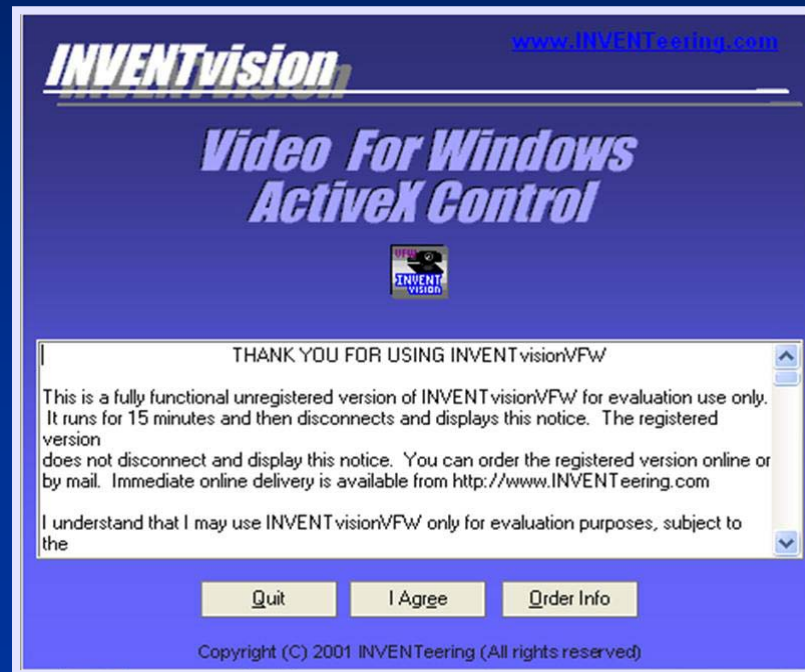 www.INVENTeering.com
INVENTvision
Video For Windows
ActiveX Control
VFW
INVENT
VISION
THANK YOU FOR USING INVENTvisionVFW
This is a fully functional unregistered version of INVENTvisionVFW for evaluation use only.
It runs for 15 minutes and then disconnects and displays this notice. The registered
version
does not disconnect and display this notice. You can order the registered version online or
by mail. Immediate online delivery is available from http://www.INVENTeering.com
I understand that I may use INVENTvisionVFW only for evaluation purposes, subject to
the
Quit I Agree Order Info
Copyright (C) 2001 INVENTeering (All rights reserved)